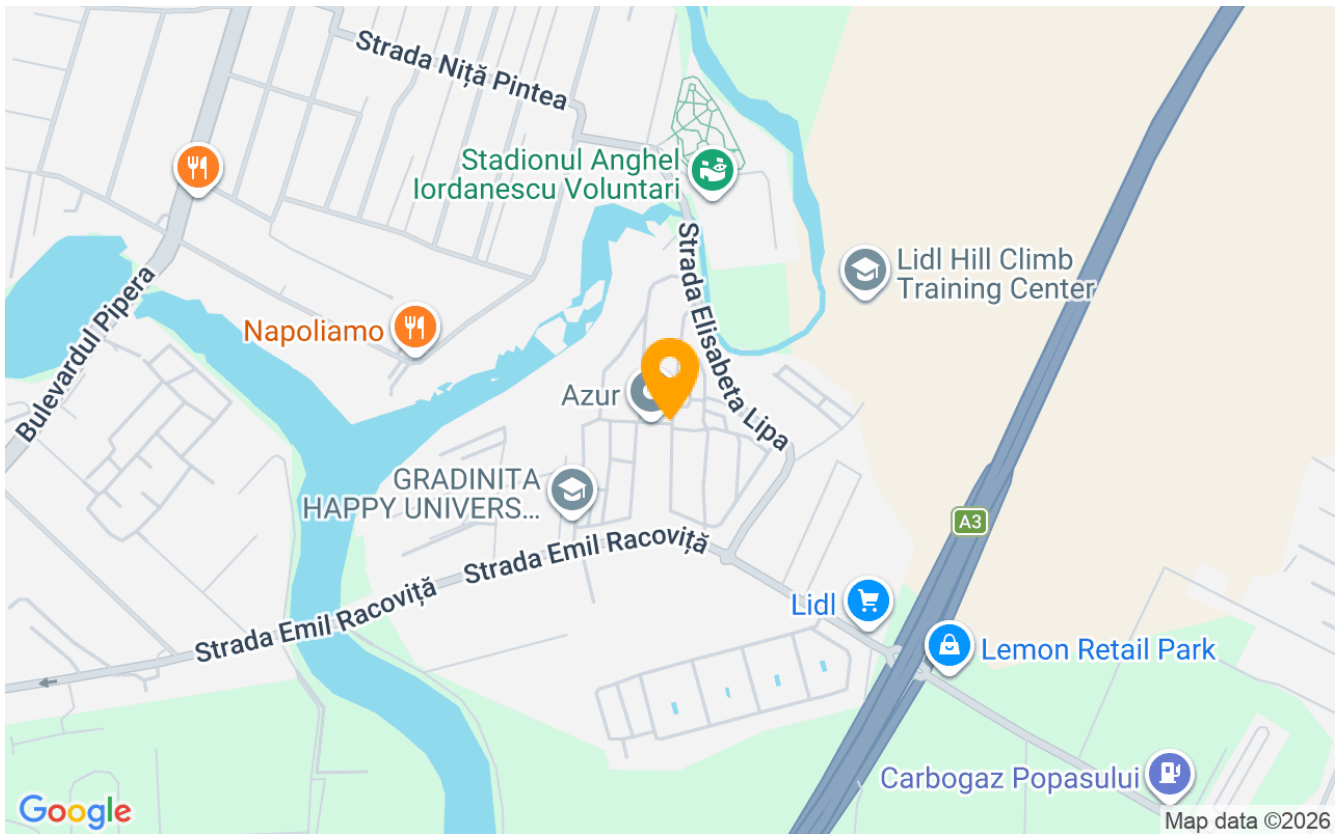 Strada Niță Pintea
Stadionul Anghel
Iordanescu Voluntari
Lidl Hill Climb
Training Center
Bulevardul Pipera
Napoliamo
Strada Elisabeta Lipa
Azur
GRADINITA
HAPPY UNIVERS...
A3
Strada Emil Racoviță
Strada Emil Racoviță
Lidl
Lemon Retail Park
Carbogaz Popasului
Google
Map data ©2026